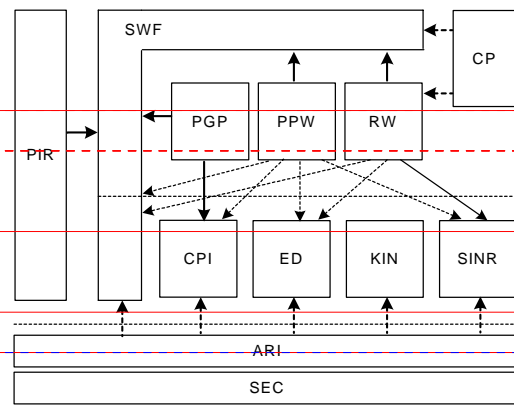 SWF
CP
PIR
PGP
PPW
RW
CPI
ED
KIN
SINR
ARI
SEC